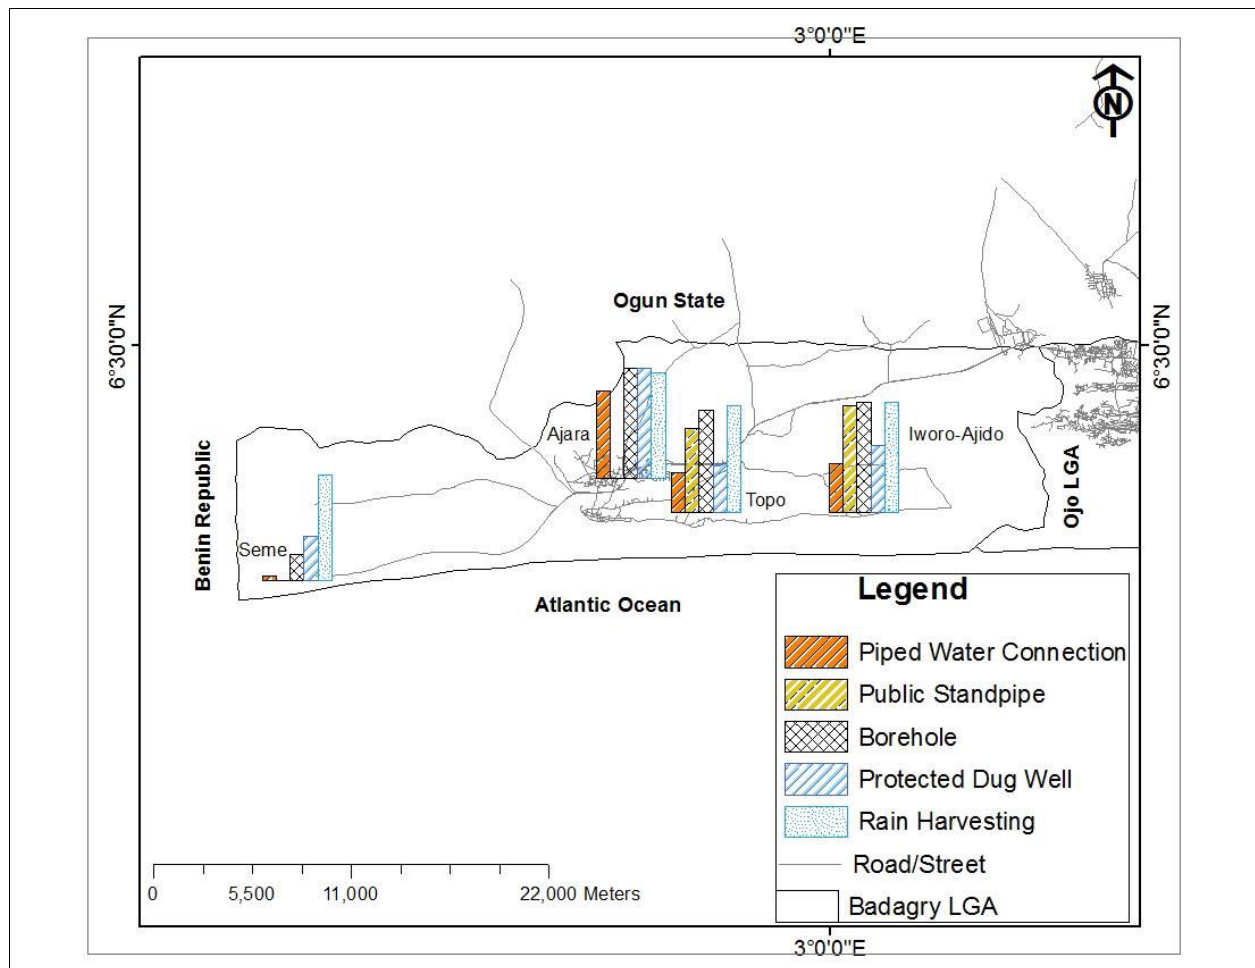 3°0'0"E
N
Ogun State
6°30'0"N
6°30'0"N
Ajara
Iworo-Ajido
Benin Republic
Ojo LGA
Topo
Seme
Atlantic Ocean
Legend
Piped Water Connection
Public Standpipe
Borehole
Protected Dug Well
Rain Harvesting
Road/Street
Badagry LGA
0 5,500 11,000 22,000 Meters
3°0'0"E